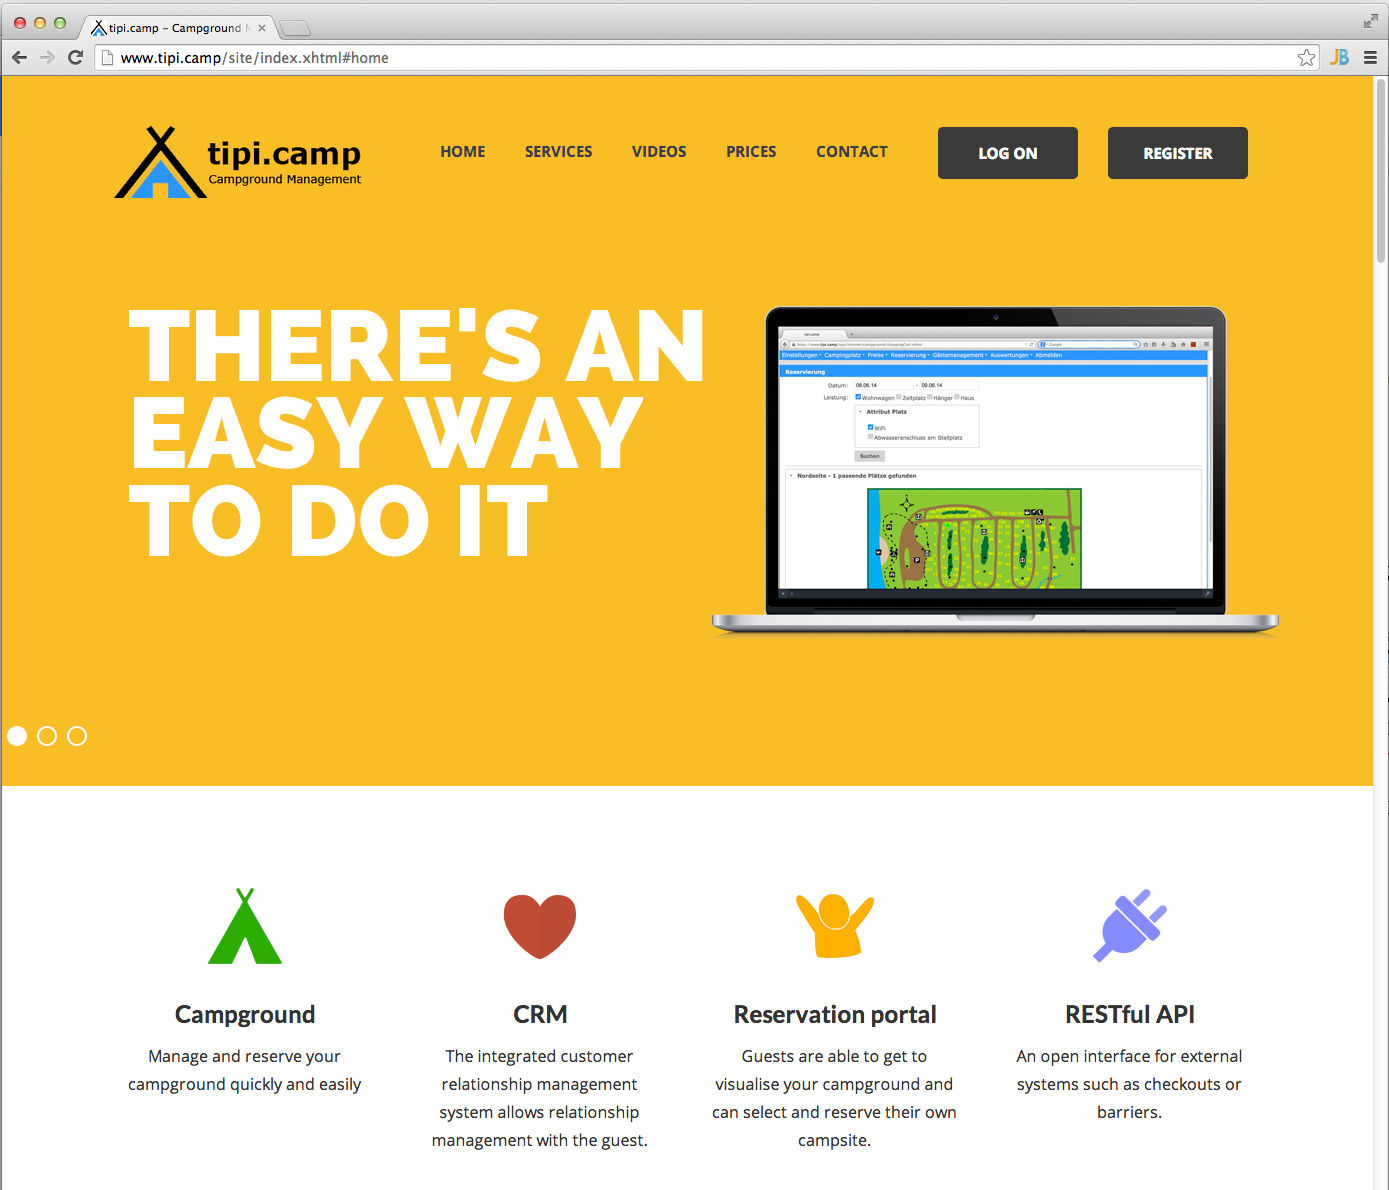 tipi.camp – Campground M
www.tipi.camp/site/index.xhtml#home
JB
tipi.camp
Campground Management
HOME SERVICES VIDEOS PRICES CONTACT LOG ON REGISTER
THERE'S AN
EASY WAY
TO DO IT
tipi.camp
Google
Einstellungen Campingplatz Preise Reservierung Gästemanagement Auswertungen Abmelden
Reservierung
Datum: 08.06.14 - 09.06.14
Leistung: Wohnwagen Zeltplatz Hänger Haus
Attribut Platz
WiFi
Abwasseranschluss am Stellplatz
Suchen
Nordseite - 1 passende Plätze gefunden
Campground
Manage and reserve your
campground quickly and easily
CRM
The integrated customer
relationship management
system allows relationship
management with the guest.
Reservation portal
Guests are able to get to
visualise your campground and
can select and reserve their own
campsite.
RESTful API
An open interface for external
systems such as checkouts or
barriers.